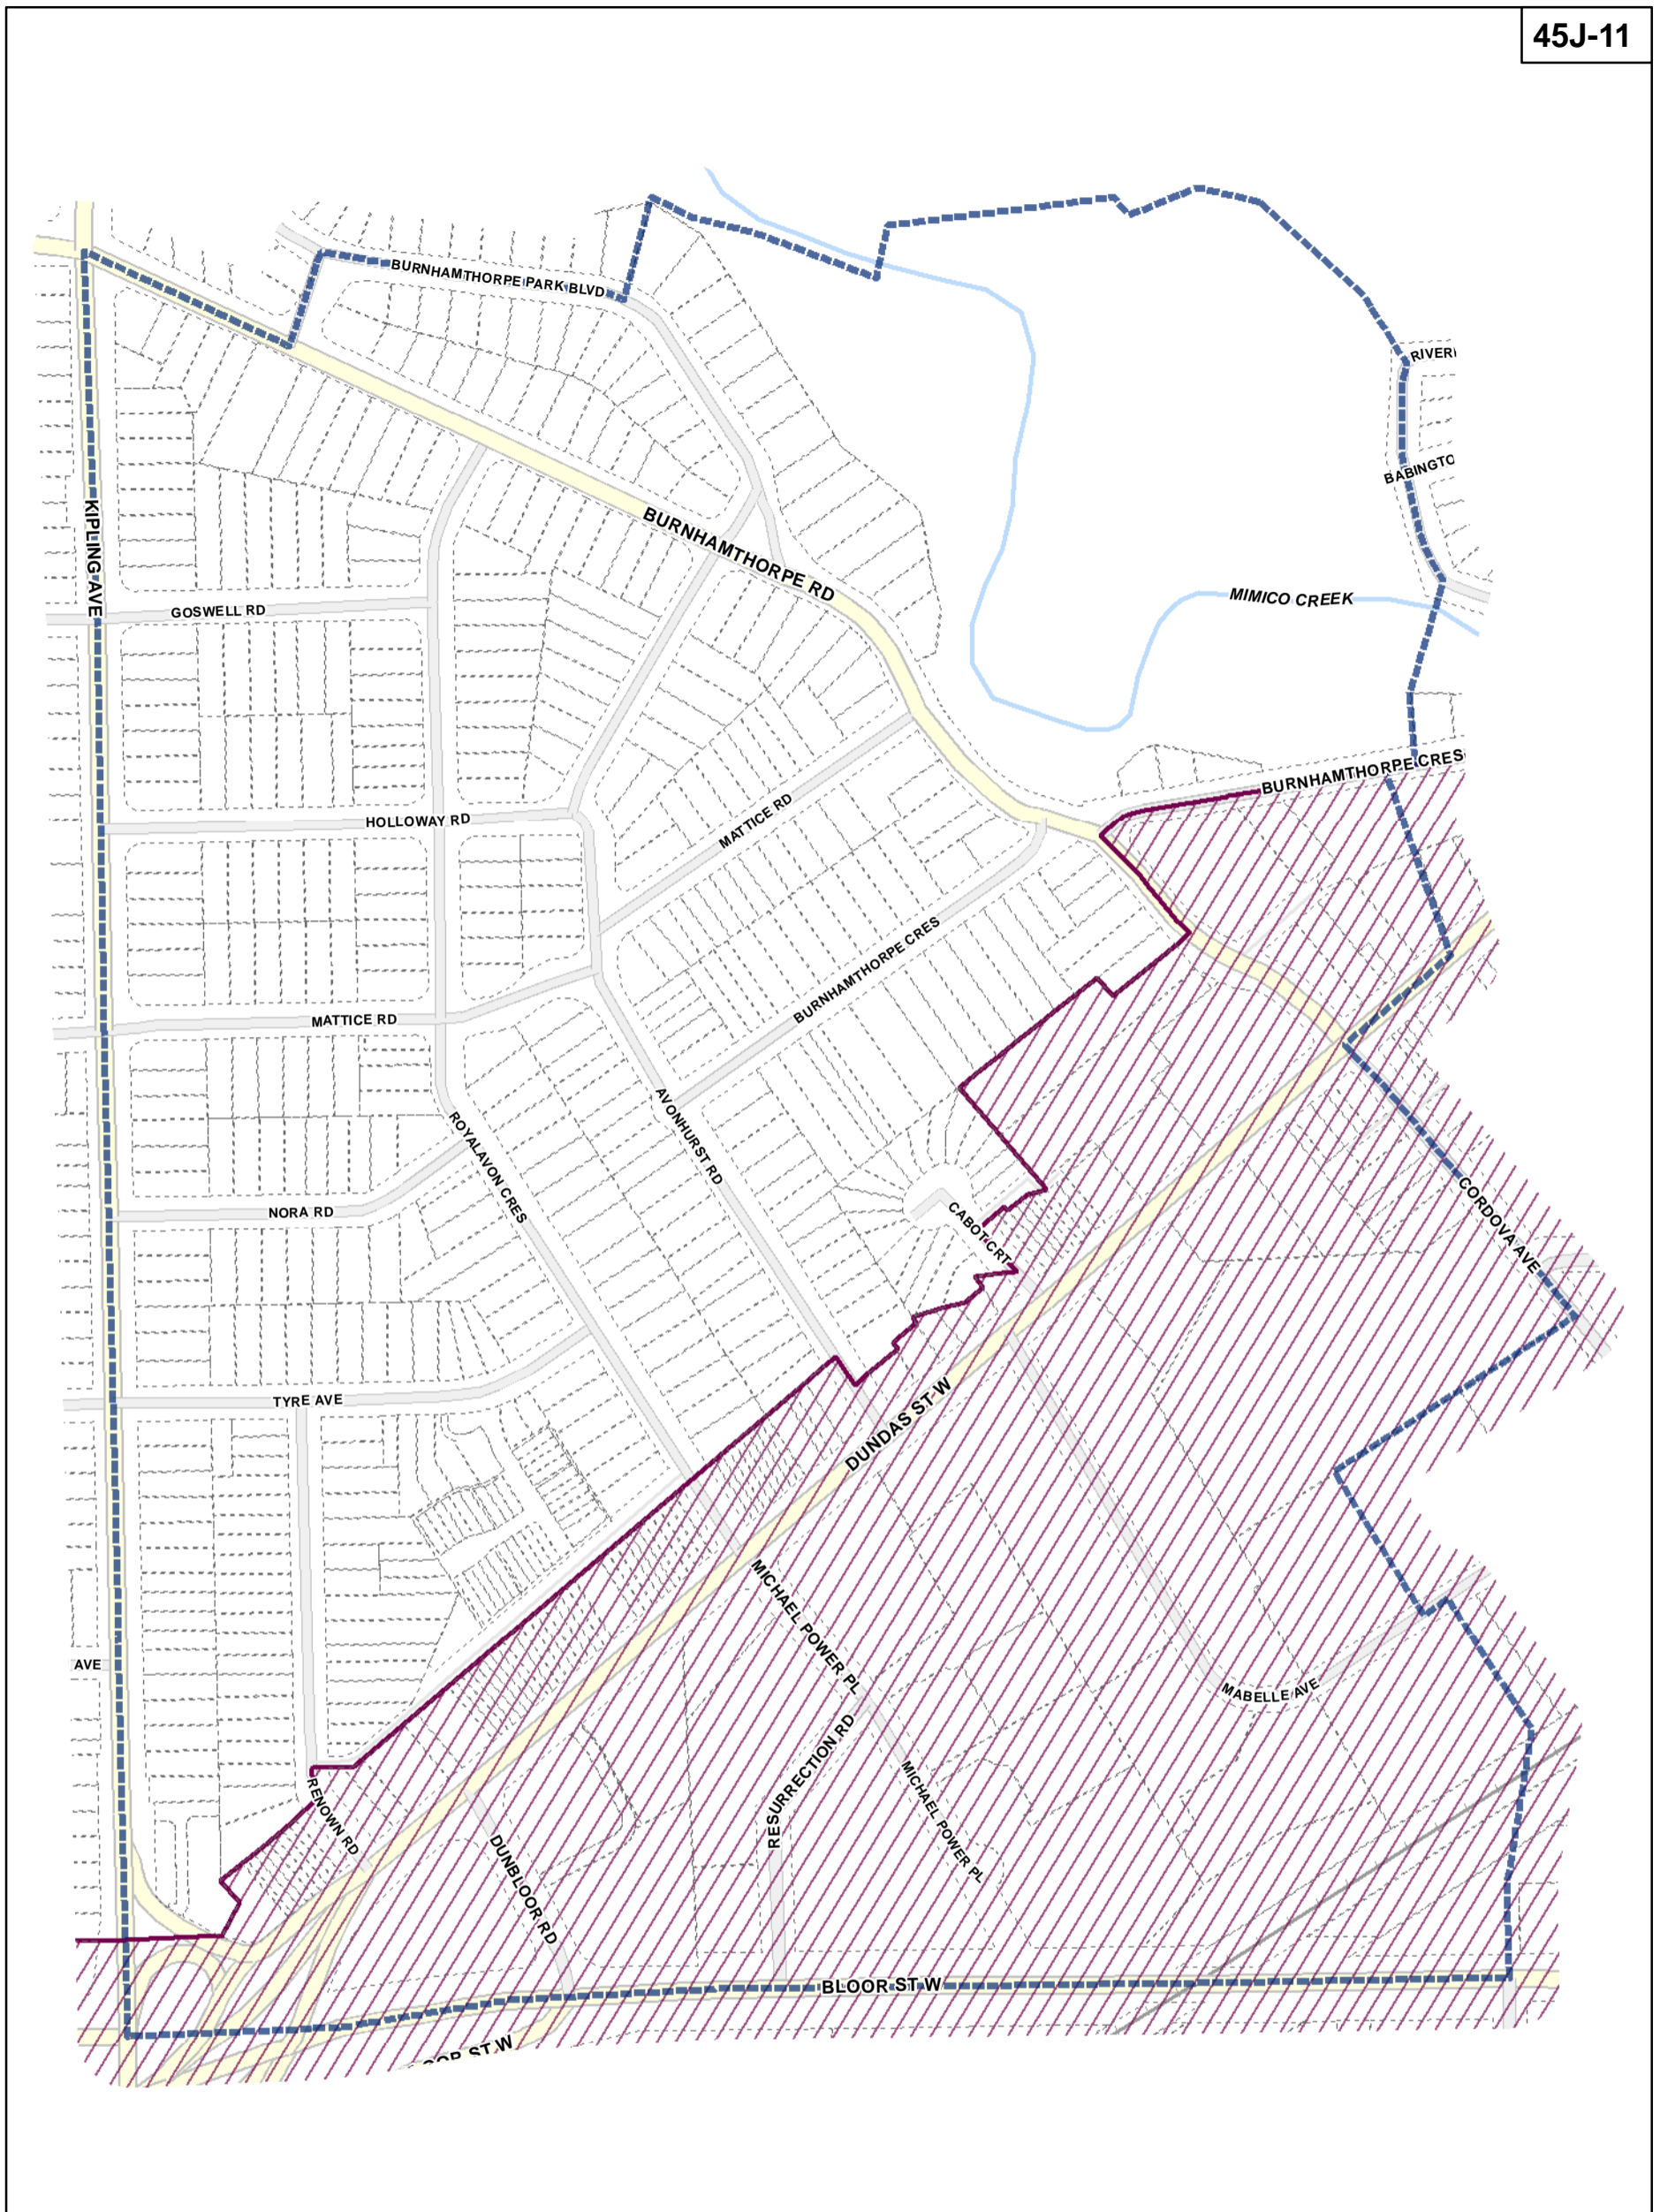 45J-11
BURNHAMTHORPE PARK BLVD
RIVER
BABINGTO
KIPLING AVE
BURNHAMTHORPE RD
MIMICO CREEK
GOSWELL RD
BURNHAMTHORPE CRES
HOLLOWAY RD
MATTICE RD
BURNHAMTHORPE CRES
MATTICE RD
AVONHURST RD
ROYALAVON CRES
NORA RD
CABOT CRT
CORDOVA AVE
TYRE AVE
DUNDAS ST W
MICHAEL POWER PL
AVE
MABELLE AVE
RESURRECTION RD
RENOWN RD
MICHAEL POWER PL
DUNBLOOR RD
BLOOR ST W
OOR ST W